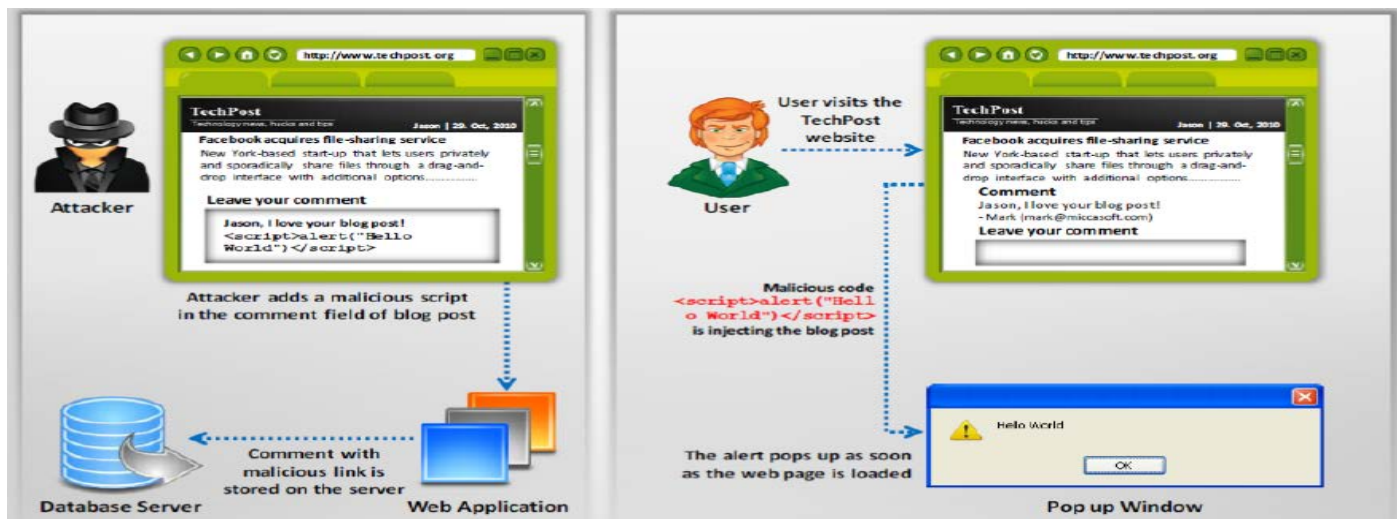 http://www.techpost.org
TechPost
Technology news, hacks and tips
Jason | 29. Oct, 2010
Facebook acquires file-sharing service
New York-based start-up that lets users privately
and sporadically share files through a drag-and-
drop interface with additional options................
Leave your comment
Jason, I love your blog post!
<script>alert("Hello
World")</script>
Attacker
Attacker adds a malicious script
in the comment field of blog post
Comment with
malicious link is
stored on the server
Database Server
Web Application
User visits the
TechPost
website
User
http://www.techpost.org
TechPost
Technology news, hacks and tips
Jason | 29. Oct, 2010
Facebook acquires file-sharing service
New York-based start-up that lets users privately
and sporadically share files through a drag-and-
drop interface with additional options................
Comment
Jason, I love your blog post!
- Mark (mark@miccasoft.com)
Leave your comment
Malicious code
<script>alert("Hell
o World")</script>
is injecting the blog post
The alert pops up as soon
as the web page is loaded
Hello World
OK
Pop up Window